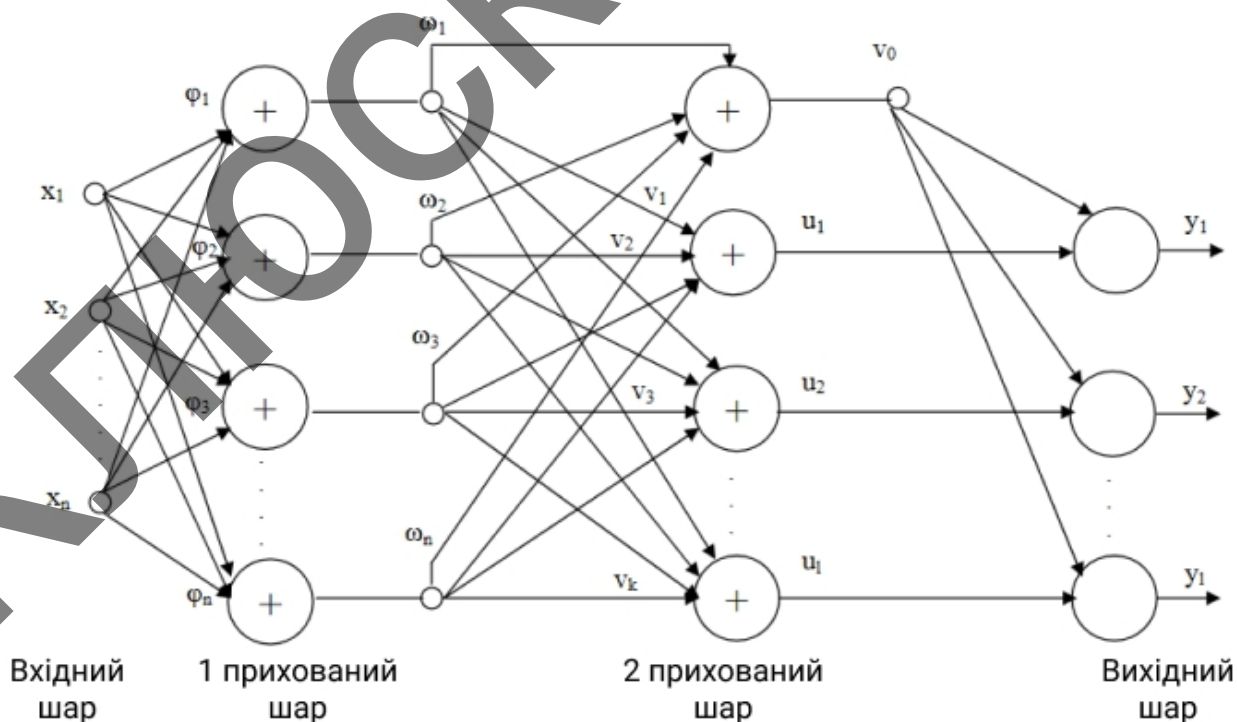 ω₁
v₀
φ₁
x₁
ω₂
v₁
u₁
y₁
φ₂
v₂
x₂
ω₃
φ₃
v₃
u₂
y₂
xₙ
ωₙ
φₙ
vₖ
uₗ
yₗ
Вхідний шар
1 прихований шар
2 прихований шар
Вихідний шар